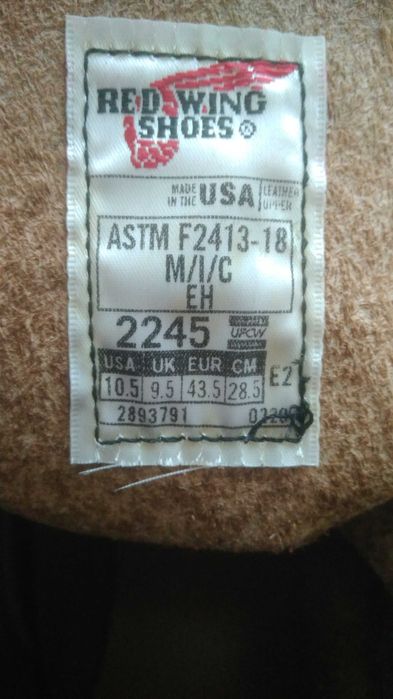 RED WING
SHOES®
MADE IN THE USA LEATHER UPPER
ASTM F2413-18
M/I/C
EH
2245 UFCW
USA UK EUR CM
10.5 9.5 43.5 28.5 E2
2893791